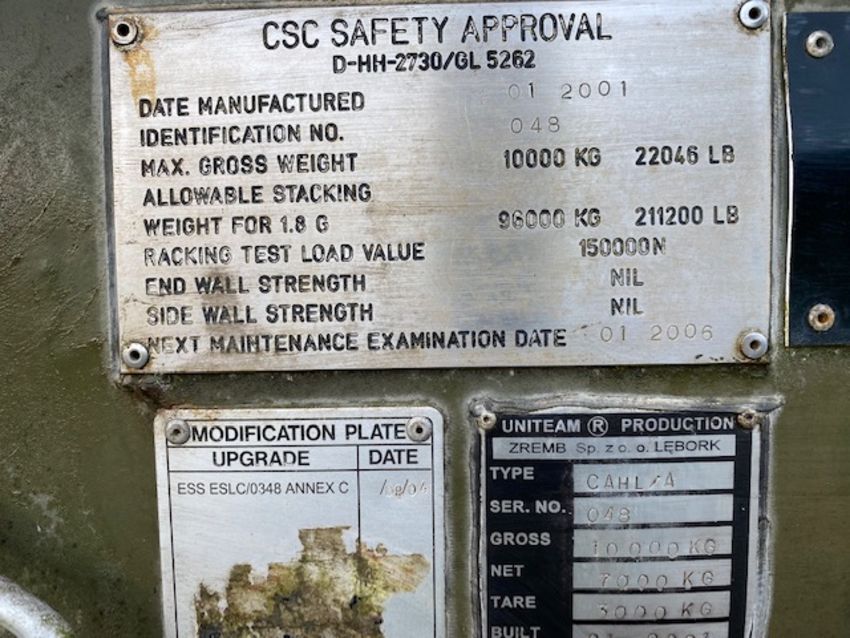 CSC SAFETY APPROVAL
D-HH-2730/GL 5262
DATE MANUFACTURED 01 2001
IDENTIFICATION NO. 048
MAX. GROSS WEIGHT 10000 KG 22046 LB
ALLOWABLE STACKING
WEIGHT FOR 1.8 G 96000 KG 211200 LB
RACKING TEST LOAD VALUE 150000N
END WALL STRENGTH NIL
SIDE WALL STRENGTH NIL
NEXT MAINTENANCE EXAMINATION DATE 01 2006
MODIFICATION PLATE
UPGRADE DATE
ESS ESLC/0348 ANNEX C
UNITEAM ® PRODUCTION
ZREMB Sp. z o. o. LĘBORK
TYPE CAHL/A
SER. NO. 048
GROSS 10000 KG
NET 7000 KG
TARE 3000 KG
BUILT 01 2001